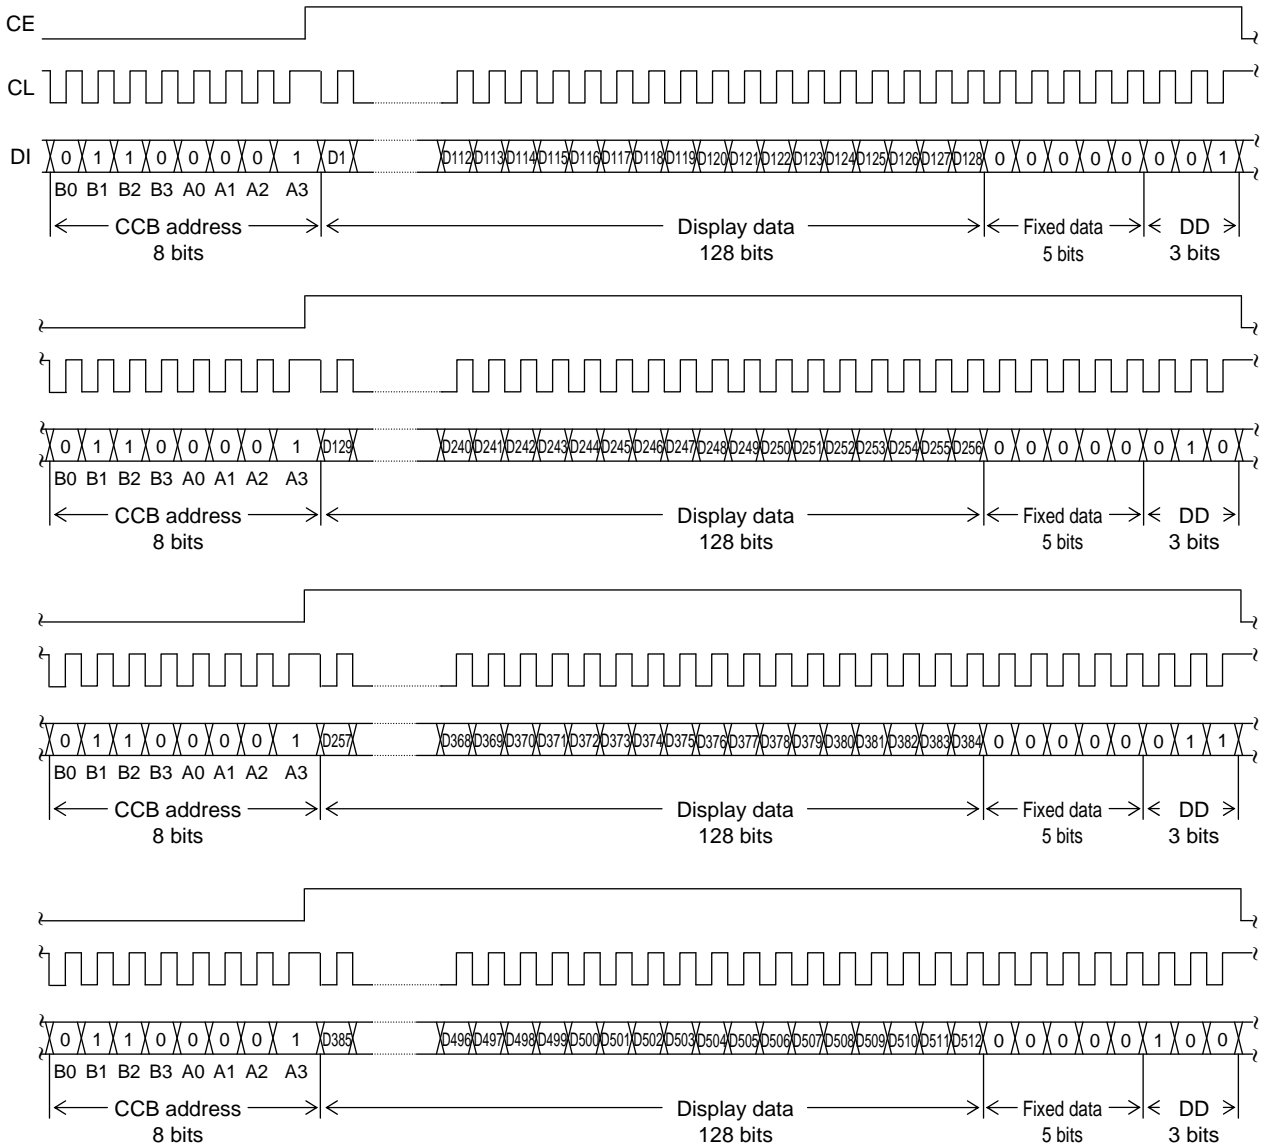 CE
CL
DI 0 1 1 0 0 0 0 1 D1 D112 D113 D114 D115 D116 D117 D118 D119 D120 D121 D122 D123 D124 D125 D126 D127 D128 0 0 0 0 0 0 0 1
B0 B1 B2 B3 A0 A1 A2 A3
CCB address Display data Fixed data DD
8 bits 128 bits 5 bits 3 bits
0 1 1 0 0 0 0 1 D129 D240 D241 D242 D243 D244 D245 D246 D247 D248 D249 D250 D251 D252 D253 D254 D255 D256 0 0 0 0 0 0 1 0
B0 B1 B2 B3 A0 A1 A2 A3
CCB address Display data Fixed data DD
8 bits 128 bits 5 bits 3 bits
0 1 1 0 0 0 0 1 D257 D368 D369 D370 D371 D372 D373 D374 D375 D376 D377 D378 D379 D380 D381 D382 D383 D384 0 0 0 0 0 0 1 1
B0 B1 B2 B3 A0 A1 A2 A3
CCB address Display data Fixed data DD
8 bits 128 bits 5 bits 3 bits
0 1 1 0 0 0 0 1 D385 D496 D497 D498 D499 D500 D501 D502 D503 D504 D505 D506 D507 D508 D509 D510 D511 D512 0 0 0 0 0 1 0 0
B0 B1 B2 B3 A0 A1 A2 A3
CCB address Display data Fixed data DD
8 bits 128 bits 5 bits 3 bits